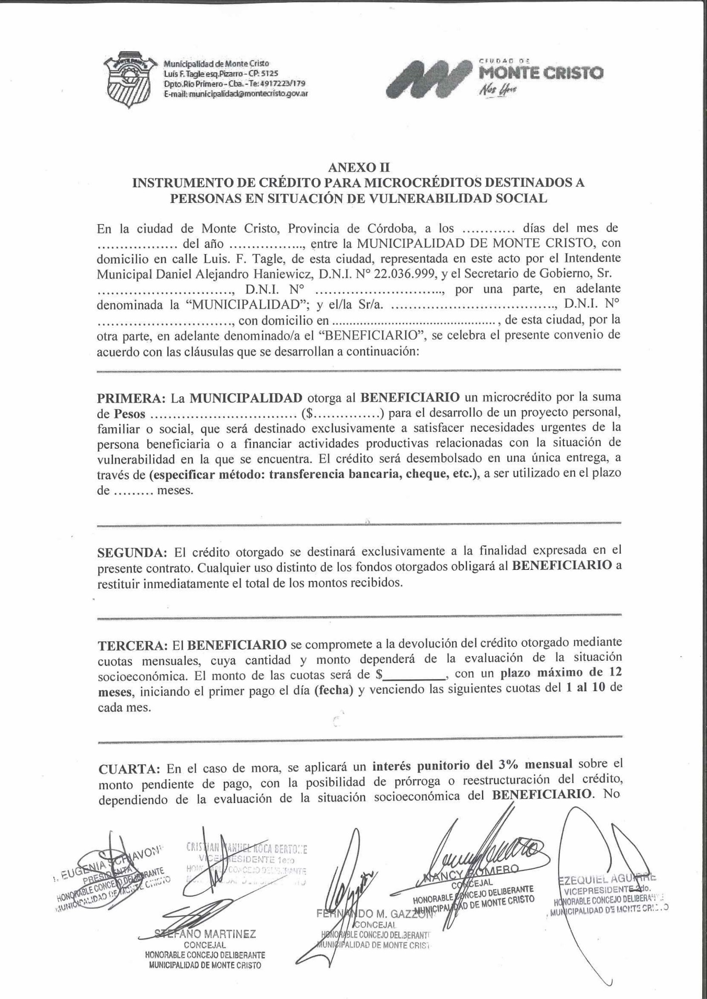 Municipalidad de Monte Cristo
Luís F. Tagle esq.Pizarro - CP: 5125
Dpto.Río Primero - Cba. - Te: 4917223/179
E-mail: municipalidad@montecristo.gov.ar
CIUDAD DE
MONTE CRISTO
Nos Une
ANEXO II
INSTRUMENTO DE CRÉDITO PARA MICROCRÉDITOS DESTINADOS A
PERSONAS EN SITUACIÓN DE VULNERABILIDAD SOCIAL
En la ciudad de Monte Cristo, Provincia de Córdoba, a los ............ días del mes de
.................. del año ................., entre la MUNICIPALIDAD DE MONTE CRISTO, con
domicilio en calle Luis. F. Tagle, de esta ciudad, representada en este acto por el Intendente
Municipal Daniel Alejandro Haniewicz, D.N.I. N° 22.036.999, y el Secretario de Gobierno, Sr.
.............................., D.N.I. N° ............................., por una parte, en adelante
denominada la “MUNICIPALIDAD”; y el/la Sr/a. ....................................., D.N.I. N°
.............................., con domicilio en ................................................ , de esta ciudad, por la
otra parte, en adelante denominado/a el “BENEFICIARIO”, se celebra el presente convenio de
acuerdo con las cláusulas que se desarrollan a continuación:
PRIMERA: La MUNICIPALIDAD otorga al BENEFICIARIO un microcrédito por la suma
de Pesos ................................. ($...............) para el desarrollo de un proyecto personal,
familiar o social, que será destinado exclusivamente a satisfacer necesidades urgentes de la
persona beneficiaria o a financiar actividades productivas relacionadas con la situación de
vulnerabilidad en la que se encuentra. El crédito será desembolsado en una única entrega, a
través de (especificar método: transferencia bancaria, cheque, etc.), a ser utilizado en el plazo
de ......... meses.
SEGUNDA: El crédito otorgado se destinará exclusivamente a la finalidad expresada en el
presente contrato. Cualquier uso distinto de los fondos otorgados obligará al BENEFICIARIO a
restituir inmediatamente el total de los montos recibidos.
TERCERA: El BENEFICIARIO se compromete a la devolución del crédito otorgado mediante
cuotas mensuales, cuya cantidad y monto dependerá de la evaluación de la situación
socioeconómica. El monto de las cuotas será de $__________, con un plazo máximo de 12
meses, iniciando el primer pago el día (fecha) y venciendo las siguientes cuotas del 1 al 10 de
cada mes.
CUARTA: En el caso de mora, se aplicará un interés punitorio del 3% mensual sobre el
monto pendiente de pago, con la posibilidad de prórroga o reestructuración del crédito,
dependiendo de la evaluación de la situación socioeconómica del BENEFICIARIO. No
EUGENIA SCHIAVONI
PRESIDENTA
HONORABLE CONCEJO DELIBERANTE
MUNICIPALIDAD DE MONTE CRISTO
CRISTIAN MANUEL ROCA BERTONE
VICEPRESIDENTE 1ero
HONORABLE CONCEJO DELIBERANTE
STEFANO MARTINEZ
CONCEJAL
HONORABLE CONCEJO DELIBERANTE
MUNICIPALIDAD DE MONTE CRISTO
FERNANDO M. GAZZON
CONCEJAL
HONORABLE CONCEJO DELIBERANTE
MUNICIPALIDAD DE MONTE CRIST
NANCY ROMERO
CONCEJAL
HONORABLE CONCEJO DELIBERANTE
MUNICIPALIDAD DE MONTE CRISTO
EZEQUIEL AGUIRRE
VICEPRESIDENTE 2do.
HONORABLE CONCEJO DELIBERANTE
MUNICIPALIDAD DE MONTE CRISTO